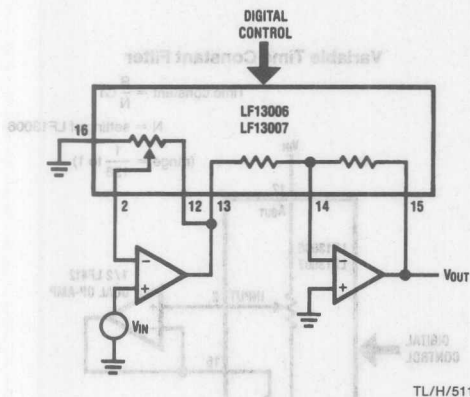 DIGITAL
CONTROL
LF13006
LF13007
16
2
12
13
14
15
−
+
−
+
VIN
VOUT
TL/H/511